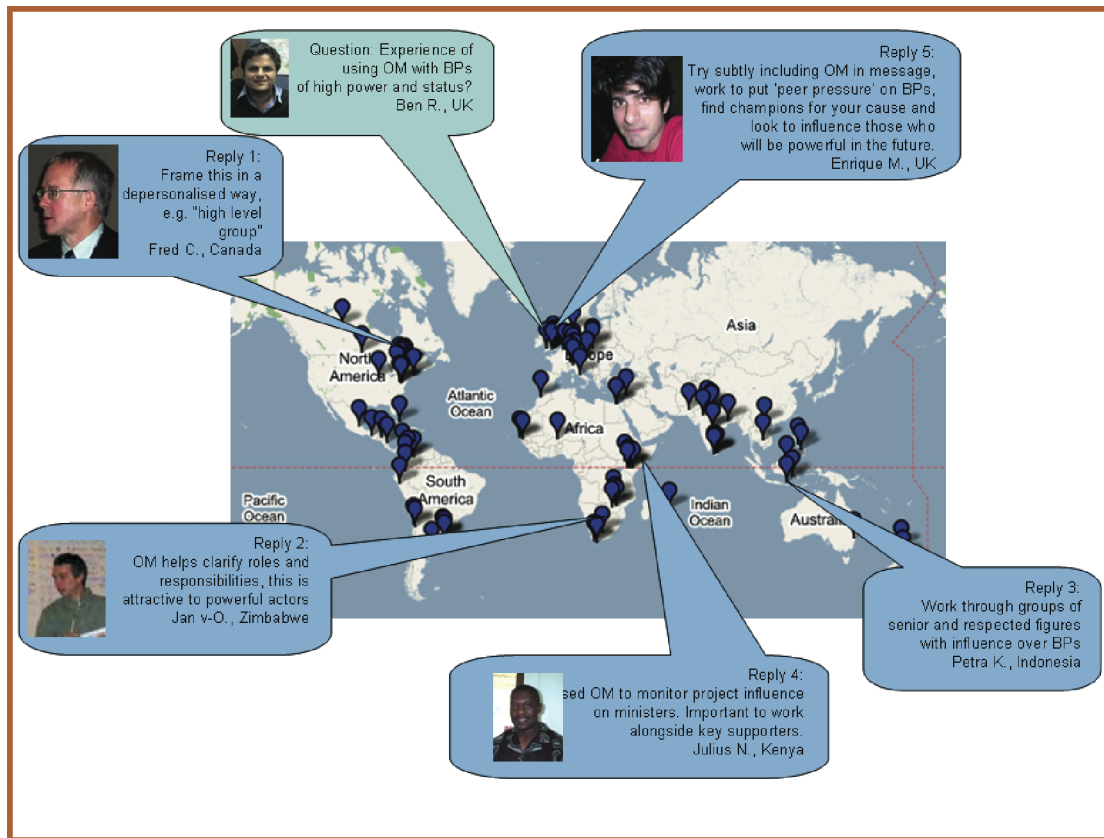 Question: Experience of
using OM with BPs
of high power and status?
Ben R., UK
Reply 5:
Try subtly including OM in message,
work to put 'peer pressure' on BPs,
find champions for your cause and
look to influence those who
will be powerful in the future.
Enrique M., UK
Reply 1:
Frame this in a
depersonalised way,
e.g. "high level
group"
Fred C., Canada
Asia
North
America
Europe
Atlantic
Ocean
Africa
South
America
Pacific
Ocean
Indian
Ocean
Australia
Reply 2:
OM helps clarify roles and
responsibilities, this is
attractive to powerful actors
Jan v-O., Zimbabwe
Reply 3:
Work through groups of
senior and respected figures
with influence over BPs
Petra K., Indonesia
Reply 4:
sed OM to monitor project influence
on ministers. Important to work
alongside key supporters.
Julius N., Kenya